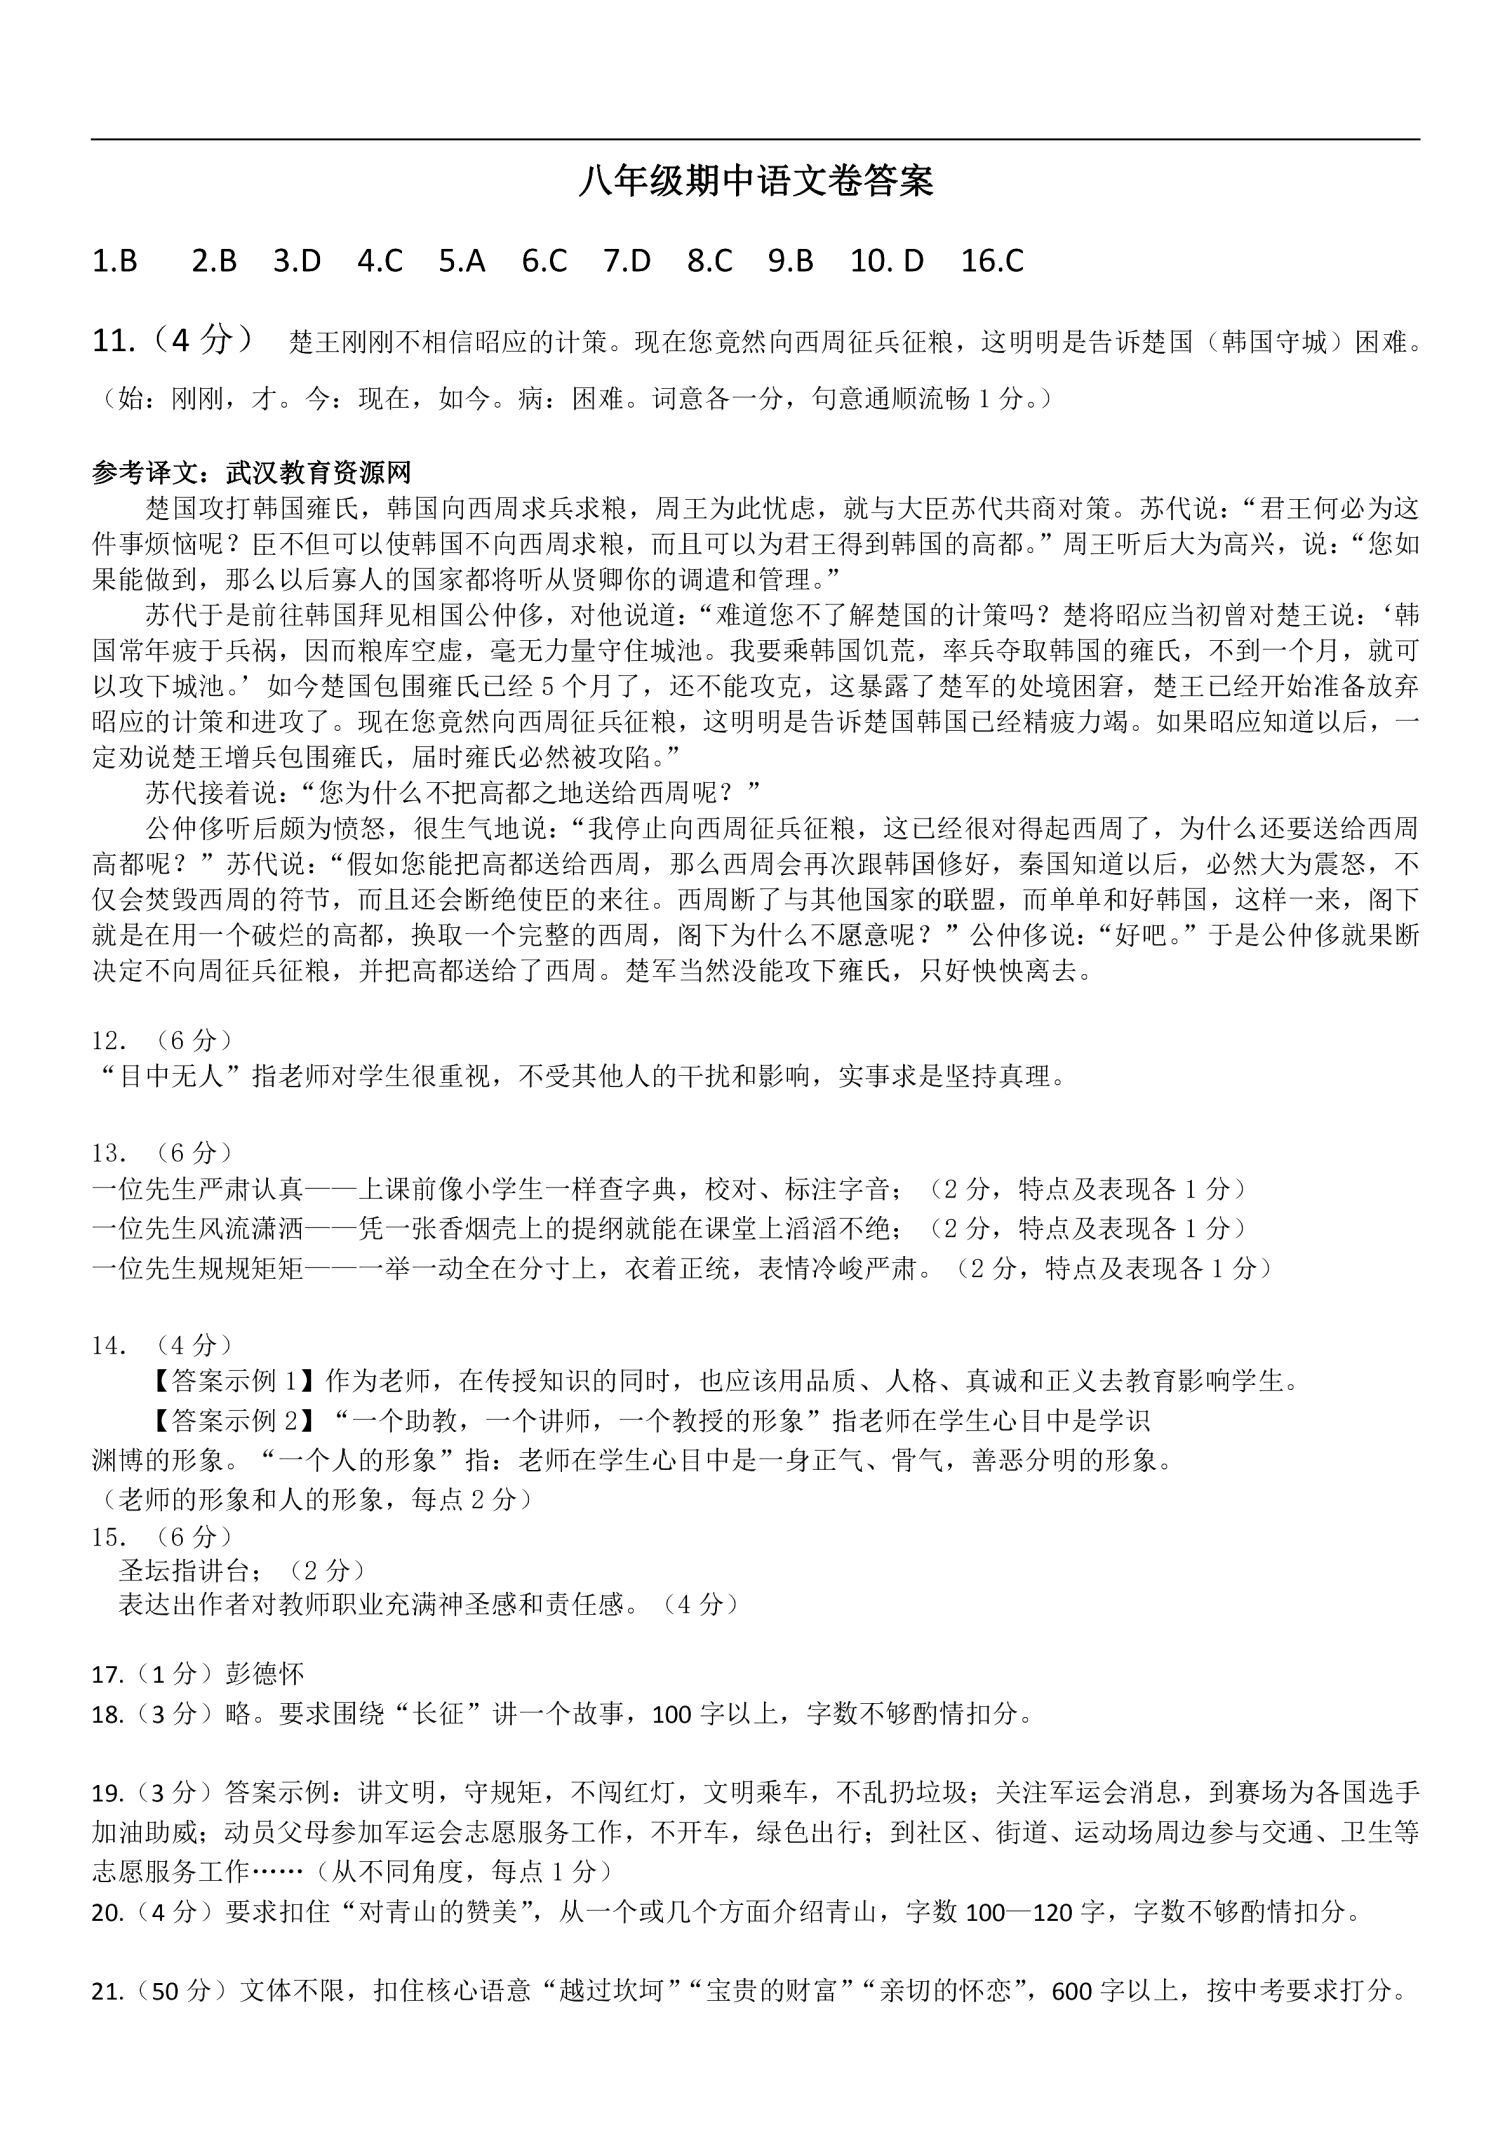 八年级期中语文卷答案
1.B 2.B 3.D 4.C 5.A 6.C 7.D 8.C 9.B 10. D 16.C
11.（4 分） 楚王刚刚不相信昭应的计策。现在您竟然向西周征兵征粮，这明明是告诉楚国（韩国守城）困难。
（始：刚刚，才。今：现在，如今。病：困难。词意各一分，句意通顺流畅 1 分。）
参考译文：武汉教育资源网
楚国攻打韩国雍氏，韩国向西周求兵求粮，周王为此忧虑，就与大臣苏代共商对策。苏代说：“君王何必为这
件事烦恼呢？臣不但可以使韩国不向西周求粮，而且可以为君王得到韩国的高都。”周王听后大为高兴，说：“您如
果能做到，那么以后寡人的国家都将听从贤卿你的调遣和管理。”
苏代于是前往韩国拜见相国公仲侈，对他说道：“难道您不了解楚国的计策吗？楚将昭应当初曾对楚王说：‘韩
国常年疲于兵祸，因而粮库空虚，毫无力量守住城池。我要乘韩国饥荒，率兵夺取韩国的雍氏，不到一个月，就可
以攻下城池。’如今楚国包围雍氏已经 5 个月了，还不能攻克，这暴露了楚军的处境困窘，楚王已经开始准备放弃
昭应的计策和进攻了。现在您竟然向西周征兵征粮，这明明是告诉楚国韩国已经精疲力竭。如果昭应知道以后，一
定劝说楚王增兵包围雍氏，届时雍氏必然被攻陷。”
苏代接着说：“您为什么不把高都之地送给西周呢？”
公仲侈听后颇为愤怒，很生气地说：“我停止向西周征兵征粮，这已经很对得起西周了，为什么还要送给西周
高都呢？”苏代说：“假如您能把高都送给西周，那么西周会再次跟韩国修好，秦国知道以后，必然大为震怒，不
仅会焚毁西周的符节，而且还会断绝使臣的来往。西周断了与其他国家的联盟，而单单和好韩国，这样一来，阁下
就是在用一个破烂的高都，换取一个完整的西周，阁下为什么不愿意呢？”公仲侈说：“好吧。”于是公仲侈就果断
决定不向周征兵征粮，并把高都送给了西周。楚军当然没能攻下雍氏，只好怏怏离去。
12．（6 分）
“目中无人”指老师对学生很重视，不受其他人的干扰和影响，实事求是坚持真理。
13．（6 分）
一位先生严肃认真——上课前像小学生一样查字典，校对、标注字音；（2 分，特点及表现各 1 分）
一位先生风流潇洒——凭一张香烟壳上的提纲就能在课堂上滔滔不绝；（2 分，特点及表现各 1 分）
一位先生规规矩矩——一举一动全在分寸上，衣着正统，表情冷峻严肃。（2 分，特点及表现各 1 分）
14．（4 分）
【答案示例 1】作为老师，在传授知识的同时，也应该用品质、人格、真诚和正义去教育影响学生。
【答案示例 2】“一个助教，一个讲师，一个教授的形象”指老师在学生心目中是学识
渊博的形象。“一个人的形象”指：老师在学生心目中是一身正气、骨气，善恶分明的形象。
（老师的形象和人的形象，每点 2 分）
15．（6 分）
圣坛指讲台；（2 分）
表达出作者对教师职业充满神圣感和责任感。（4 分）
17.（1 分）彭德怀
18.（3 分）略。要求围绕“长征”讲一个故事，100 字以上，字数不够酌情扣分。
19.（3 分）答案示例：讲文明，守规矩，不闯红灯，文明乘车，不乱扔垃圾；关注军运会消息，到赛场为各国选手
加油助威；动员父母参加军运会志愿服务工作，不开车，绿色出行；到社区、街道、运动场周边参与交通、卫生等
志愿服务工作……（从不同角度，每点 1 分）
20.（4 分）要求扣住“对青山的赞美”，从一个或几个方面介绍青山，字数 100—120 字，字数不够酌情扣分。
21.（50 分）文体不限，扣住核心语意“越过坎坷”“宝贵的财富”“亲切的怀恋”，600 字以上，按中考要求打分。